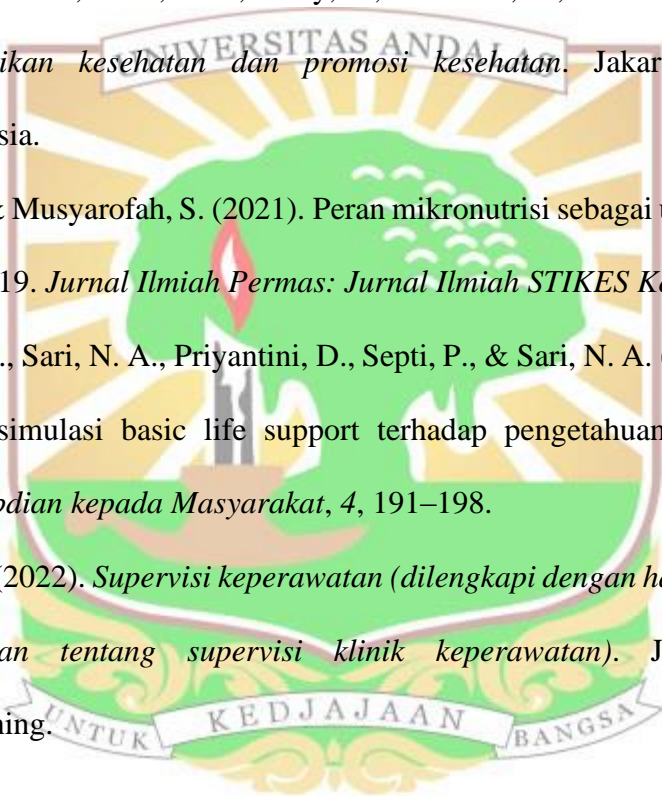 UNIVERSITAS ANDALAS
ikan kesehatan dan promosi kesehatan. Jakar
sia.
& Musyarofah, S. (2021). Peran mikronutrisi sebagai u
19. Jurnal Ilmiah Permas: Jurnal Ilmiah STIKES Ke
., Sari, N. A., Priyantini, D., Septi, P., & Sari, N. A. (
simulasi basic life support terhadap pengetahuan
odian kepada Masyarakat, 4, 191–198.
(2022). Supervisi keperawatan (dilengkapi dengan ha
an tentang supervisi klinik keperawatan). J
ning.
UNTUK KEDJAJAAN BANGSA